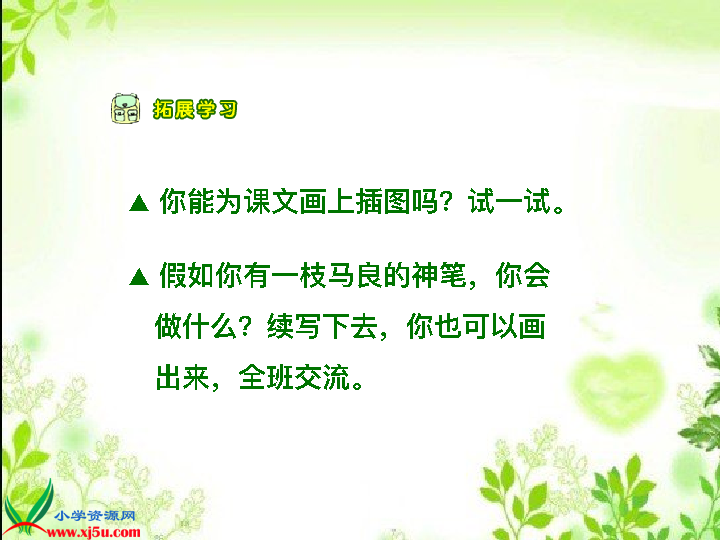 拓展学习
▲ 你能为课文画上插图吗？试一试。
▲ 假如你有一枝马良的神笔，你会
做什么？续写下去，你也可以画
出来，全班交流。
小学资源网
www.xj5u.com